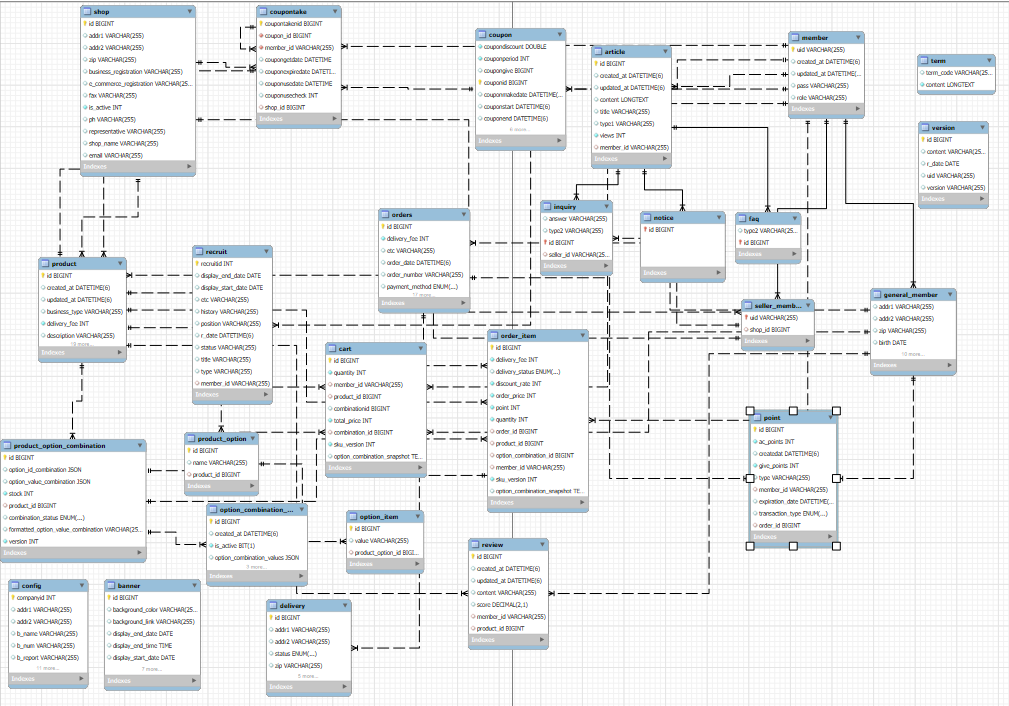 shop
id BIGINT
addr1 VARCHAR(255)
addr2 VARCHAR(255)
zip VARCHAR(255)
business_registration VARCHAR(255)
e_commerce_registration VARCHAR(25...
fax VARCHAR(255)
is_active INT
ph VARCHAR(255)
representative VARCHAR(255)
shop_name VARCHAR(255)
email VARCHAR(255)
Indexes
coupontake
coupontakenid BIGINT
coupon_id BIGINT
member_id VARCHAR(255)
coupongetdate DATETIME
couponexpiredate DATETI...
couponusedate DATETIME
couponusecheck INT
shop_id BIGINT
Indexes
coupon
coupondiscount DOUBLE
couponperiod INT
coupongive BIGINT
couponid BIGINT
couponmakedate DATETIME(...
couponstart DATETIME(6)
couponend DATETIME(6)
6 more...
Indexes
article
id BIGINT
created_at DATETIME(6)
updated_at DATETIME(6)
content LONGTEXT
title VARCHAR(255)
type1 VARCHAR(255)
views INT
member_id VARCHAR(255)
Indexes
member
uid VARCHAR(255)
created_at DATETIME(6)
updated_at DATETIME(6)
pass VARCHAR(255)
role VARCHAR(255)
Indexes
term
term_code VARCHAR(25...
content LONGTEXT
Indexes
version
id BIGINT
content VARCHAR(25...
r_date DATE
uid VARCHAR(255)
version VARCHAR(255)
Indexes
orders
id BIGINT
delivery_fee INT
etc VARCHAR(255)
order_date DATETIME(6)
order_number VARCHAR(255)
payment_method ENUM(...)
11 more...
Indexes
inquiry
answer VARCHAR(255)
type2 VARCHAR(255)
id BIGINT
seller_id VARCHAR(25...
Indexes
notice
id BIGINT
Indexes
faq
type2 VARCHAR(255)
id BIGINT
Indexes
product
id BIGINT
created_at DATETIME(6)
updated_at DATETIME(6)
business_type VARCHAR(255)
delivery_fee INT
description VARCHAR(255)
Indexes
recruit
recruitid INT
display_end_date DATE
display_start_date DATE
etc VARCHAR(255)
history VARCHAR(255)
position VARCHAR(255)
r_date DATETIME(6)
status VARCHAR(255)
title VARCHAR(255)
type VARCHAR(255)
member_id VARCHAR(255)
Indexes
seller_memb...
uid VARCHAR(255)
shop_id BIGINT
Indexes
general_member
addr1 VARCHAR(255)
addr2 VARCHAR(255)
zip VARCHAR(255)
birth DATE
10 more...
Indexes
cart
id BIGINT
quantity INT
member_id VARCHAR(255)
product_id BIGINT
combinationid BIGINT
total_price INT
combination_id BIGINT
sku_version INT
option_combination_snapshot TE...
Indexes
order_item
id BIGINT
delivery_fee INT
delivery_status ENUM(...)
discount_rate INT
order_price INT
point INT
quantity INT
order_id BIGINT
product_id BIGINT
option_combination_id BIGINT
member_id VARCHAR(255)
sku_version INT
option_combination_snapshot TE...
Indexes
point
id BIGINT
ac_points INT
createdat DATETIME(6)
give_points INT
type VARCHAR(255)
member_id VARCHAR(255)
expiration_date DATETIME(...
transaction_type ENUM(...)
order_id BIGINT
Indexes
product_option_combination
id BIGINT
option_id_combination JSON
option_value_combination JSON
stock INT
product_id BIGINT
combination_status ENUM(...)
formatted_option_value_combination VARCHAR(25...
version INT
Indexes
product_option
id BIGINT
name VARCHAR(255)
product_id BIGINT
Indexes
option_combination_...
id BIGINT
created_at DATETIME(6)
is_active BIT(1)
option_combination_values JSON
Indexes
option_item
id BIGINT
value VARCHAR(255)
product_option_id BIGI...
Indexes
review
id BIGINT
created_at DATETIME(6)
updated_at DATETIME(6)
content VARCHAR(255)
score DECIMAL(2,1)
member_id VARCHAR(255)
product_id BIGINT
Indexes
config
companyid INT
addr1 VARCHAR(255)
addr2 VARCHAR(255)
b_name VARCHAR(255)
b_num VARCHAR(255)
b_report VARCHAR(255)
11 more...
Indexes
banner
id BIGINT
background_color VARCHAR(25...
background_link VARCHAR(255)
display_end_date DATE
display_end_time TIME
display_start_date DATE
7 more...
Indexes
delivery
id BIGINT
addr1 VARCHAR(255)
addr2 VARCHAR(255)
status ENUM(...)
zip VARCHAR(255)
5 more...
Indexes